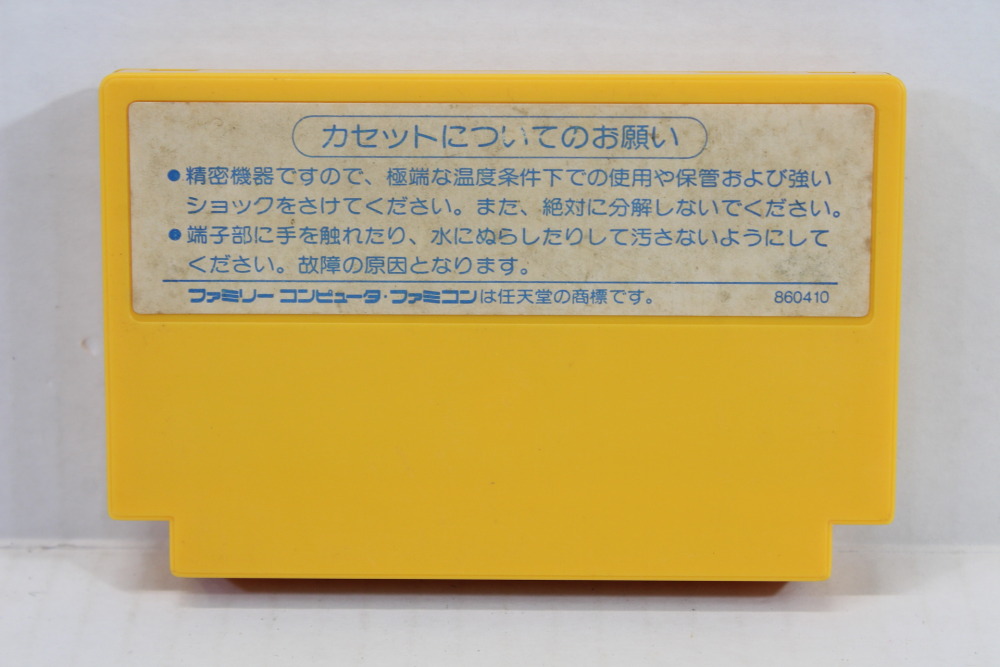 カセットについてのお願い
●精密機器ですので、極端な温度条件下での使用や保管および強い
ショックをさけてください。また、絶対に分解しないでください。
●端子部に手を触れたり、水にぬらしたりして汚さないようにして
ください。故障の原因となります。
ファミリー コンピュータ・ファミコンは任天堂の商標です。 860410